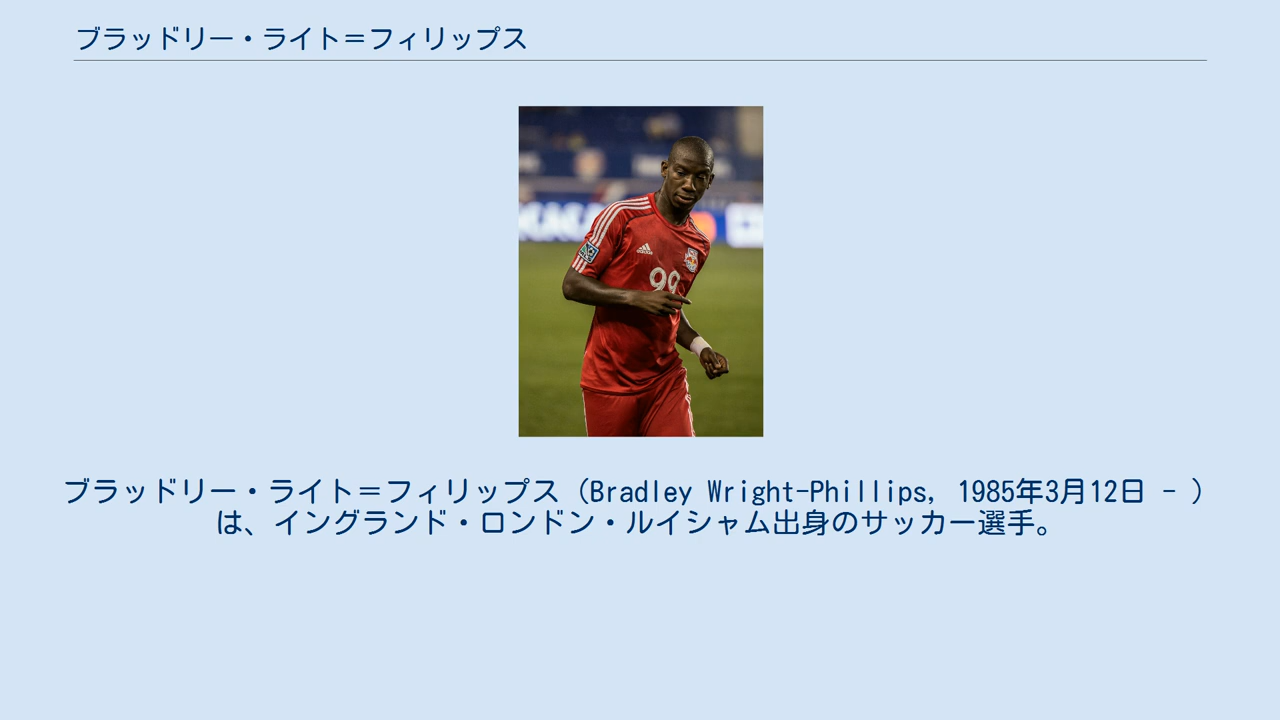 ブラッドリー・ライト＝フィリップス
adidas
99
ブラッドリー・ライト＝フィリップス（Bradley Wright-Phillips, 1985年3月12日 - ）
は、イングランド・ロンドン・ルイシャム出身のサッカー選手。